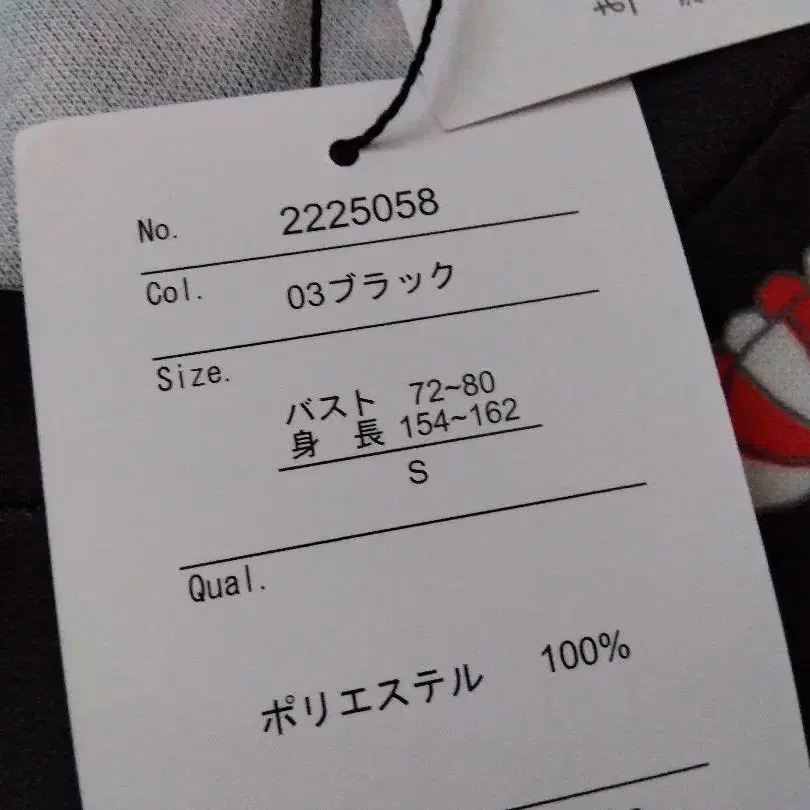 No. 2225058
Col. 03ブラック
Size.
バスト 72~80
身 長 154~162
S
Qual.
ポリエステル 100%